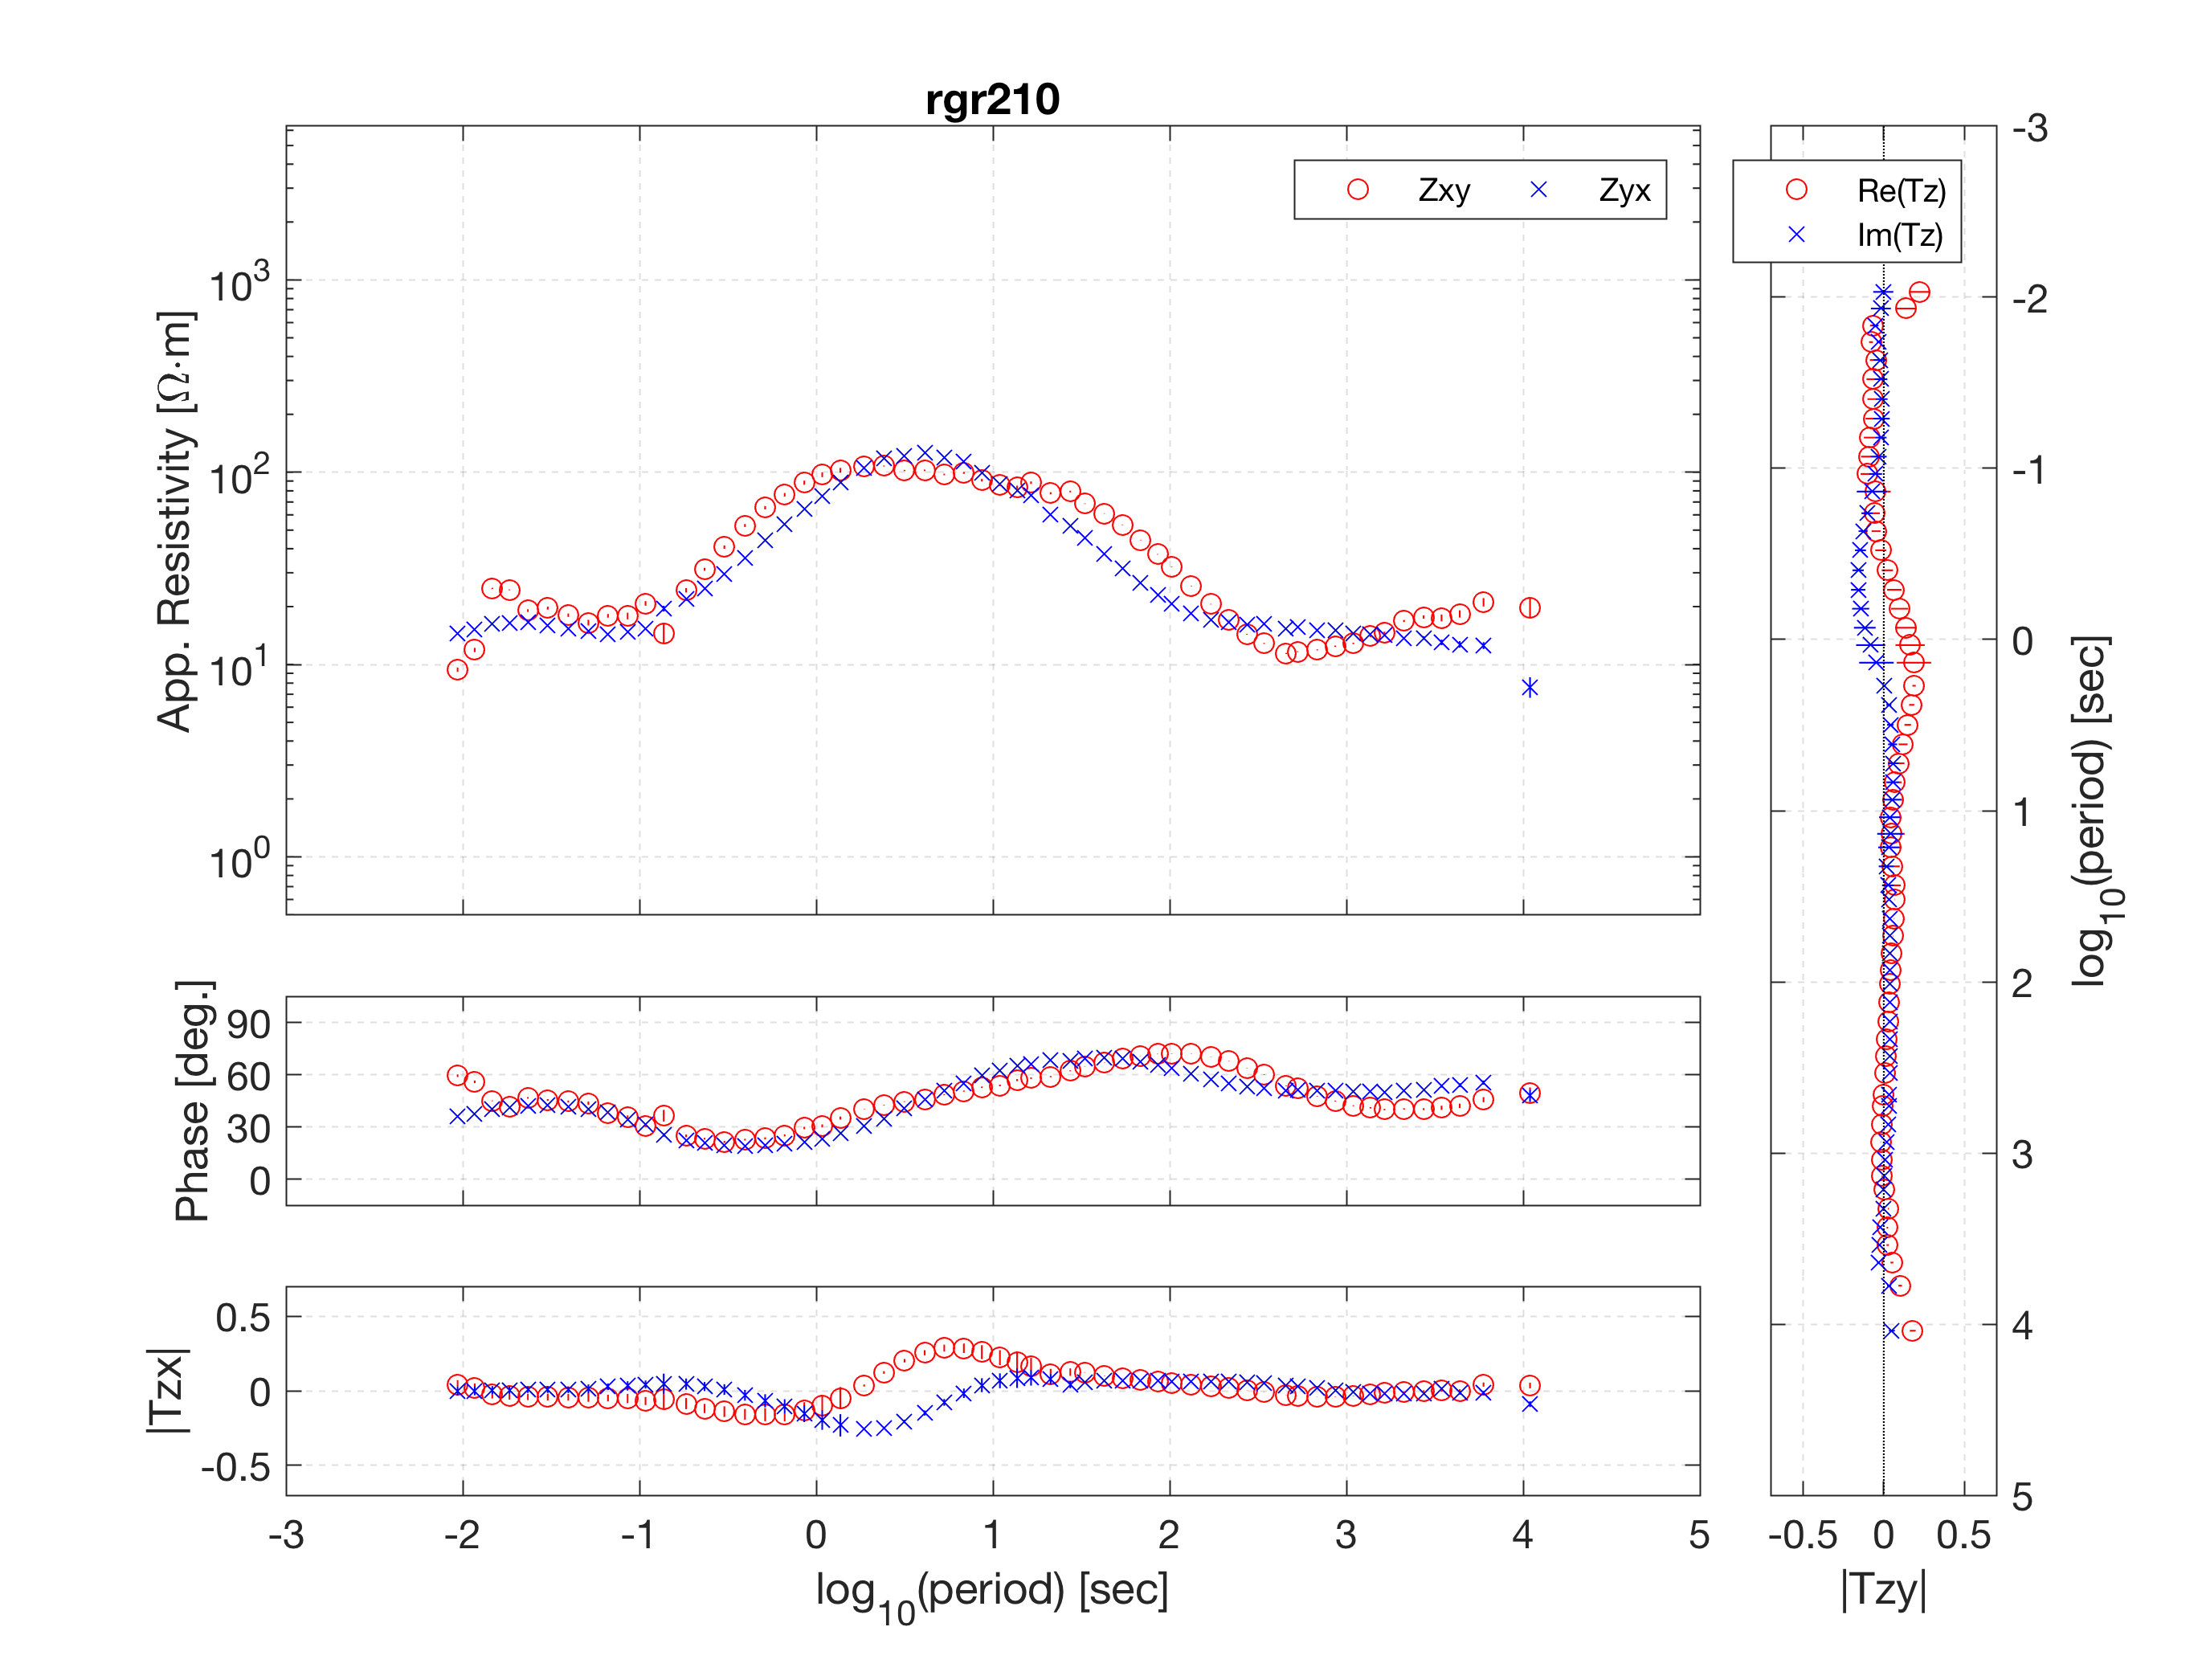 rgr210
Zxy Zyx
Re(Tz)
Im(Tz)
App. Resistivity [Ω·m]
10^3
10^2
10^1
10^0
Phase [deg.]
90
60
30
0
|Tzx|
0.5
0
-0.5
-3 -2 -1 0 1 2 3 4 5
log10(period) [sec]
-3
-2
-1
0
1
2
3
4
5
log10(period) [sec]
-0.5 0 0.5
|Tzy|